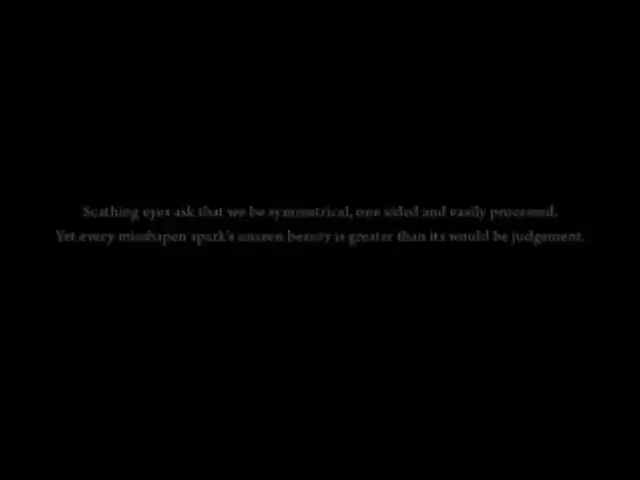 Scathing eyes ask that we be symmetrical, one sided and easily processed.
Yet every misshapen spark's unseen beauty is greater than its would be judgement.